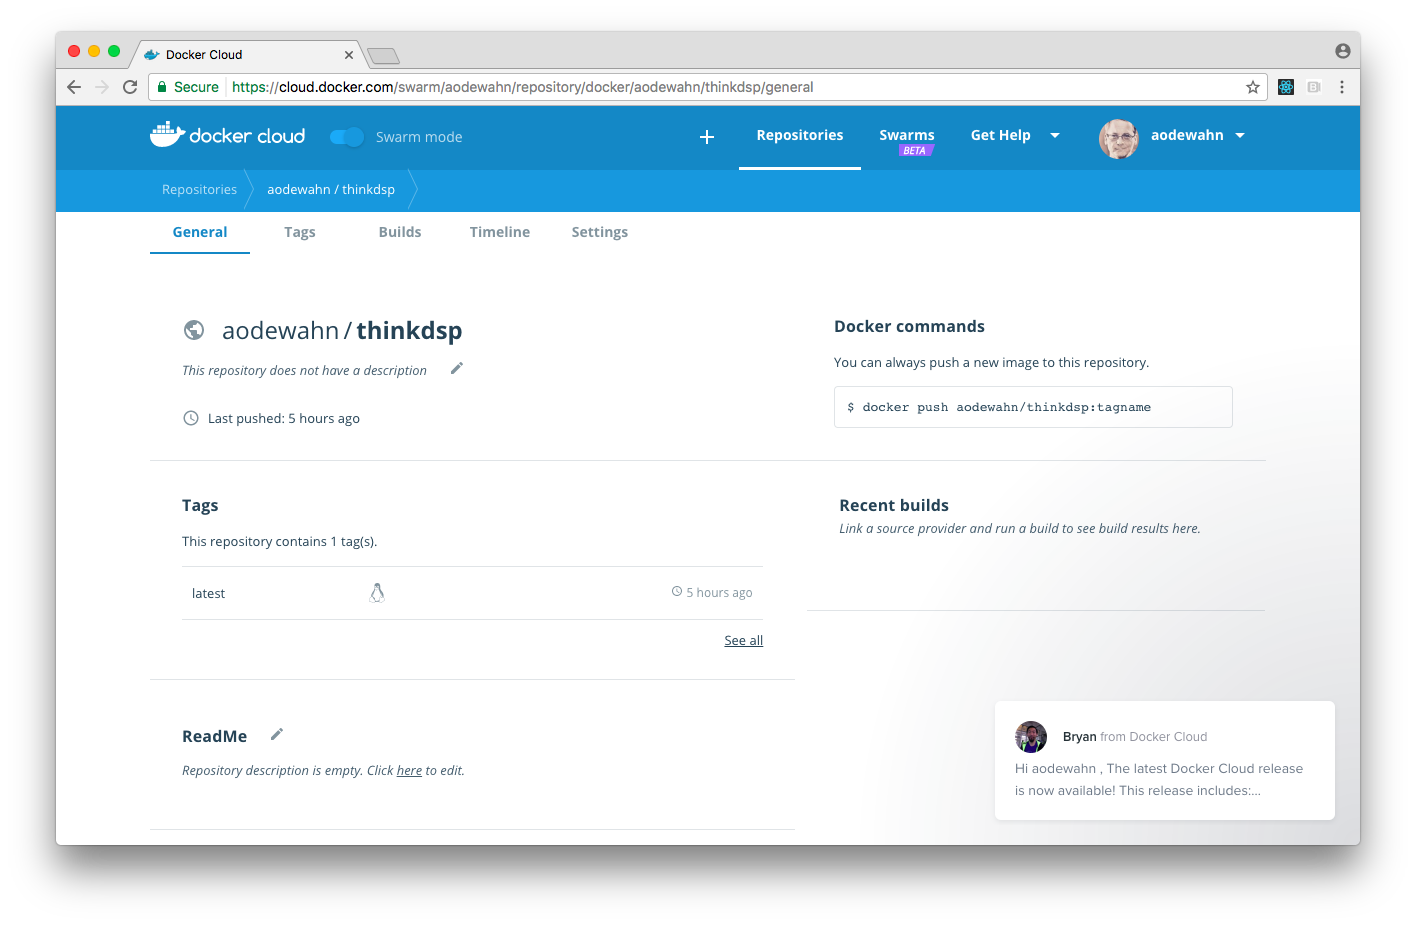 Docker Cloud
Secure https://cloud.docker.com/swarm/aodewahn/repository/docker/aodewahn/thinkdsp/general
docker cloud Swarm mode + Repositories Swarms Get Help aodewahn
BETA
Repositories aodewahn / thinkdsp
General Tags Builds Timeline Settings
aodewahn / thinkdsp
This repository does not have a description
Last pushed: 5 hours ago
Docker commands
You can always push a new image to this repository.
$ docker push aodewahn/thinkdsp:tagname
Tags
This repository contains 1 tag(s).
latest 5 hours ago
See all
Recent builds
Link a source provider and run a build to see build results here.
ReadMe
Repository description is empty. Click here to edit.
Bryan from Docker Cloud
Hi aodewahn , The latest Docker Cloud release
is now available! This release includes:...